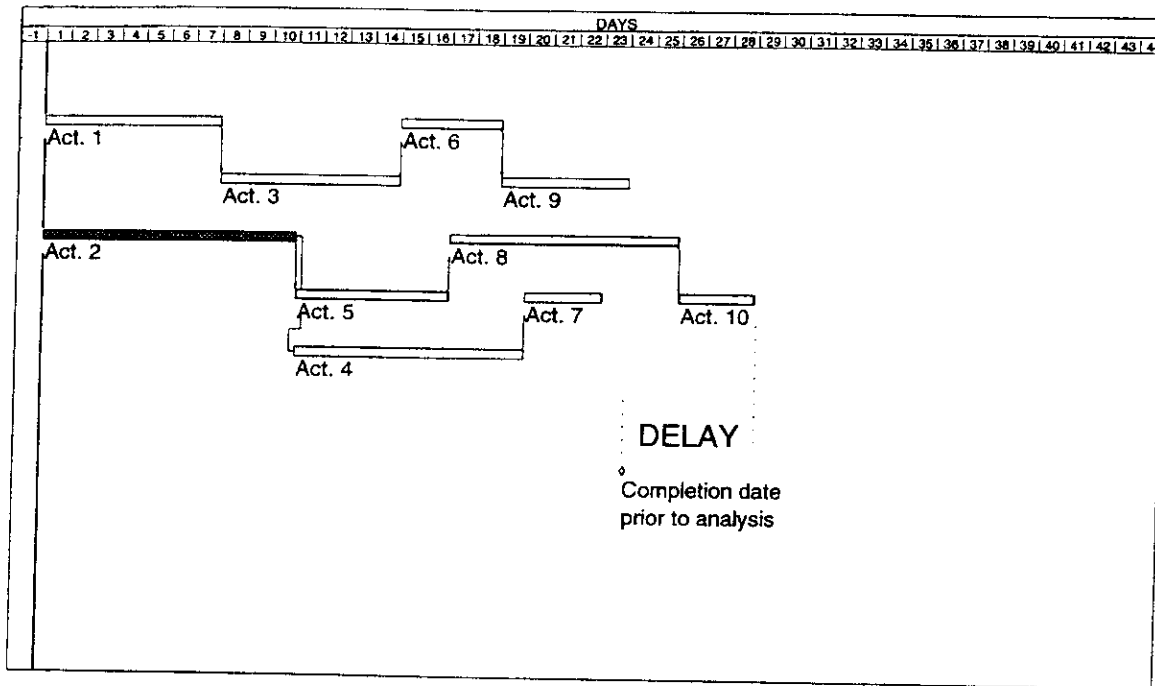 DAYS
-1 | 1 | 2 | 3 | 4 | 5 | 6 | 7 | 8 | 9 | 10 | 11 | 12 | 13 | 14 | 15 | 16 | 17 | 18 | 19 | 20 | 21 | 22 | 23 | 24 | 25 | 26 | 27 | 28 | 29 | 30 | 31 | 32 | 33 | 34 | 35 | 36 | 37 | 38 | 39 | 40 | 41 | 42 | 43 | 4
Act. 1
Act. 6
Act. 3
Act. 9
Act. 2
Act. 8
Act. 5
Act. 7
Act. 10
Act. 4
DELAY
Completion date
prior to analysis